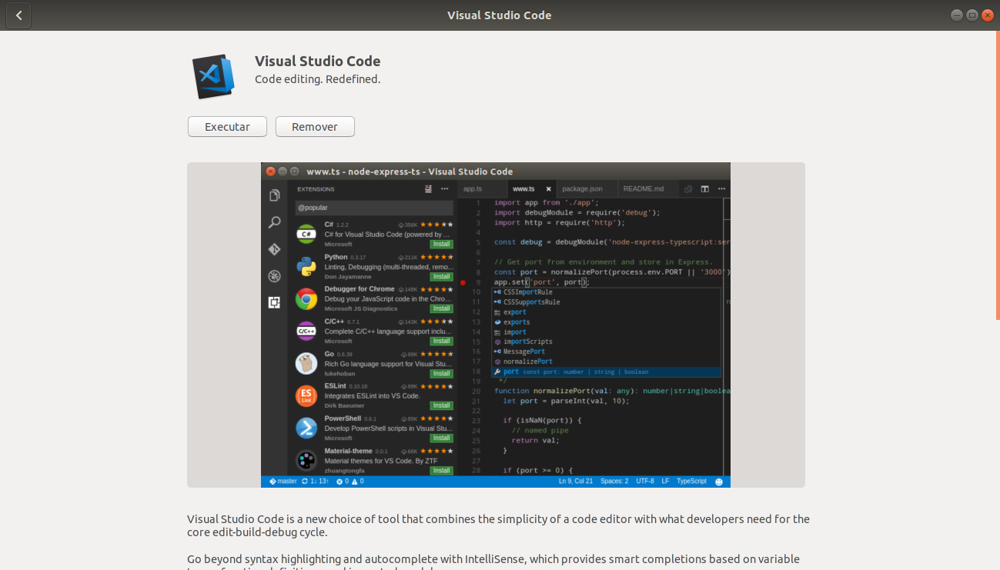 Visual Studio Code
Visual Studio Code
Code editing. Redefined.
Executar Remover
www.ts - node-express-ts - Visual Studio Code
EXTENSIONS
@popular
C# 1.2.2 356K
C# for Visual Studio Code (powered by ...
Microsoft Install
Python 0.3.17 211K
Linting, Debugging (multi-threaded, remo...
Don Jayamanne Install
Debugger for Chrome 148K
Debug your JavaScript code in the Chro...
Microsoft JS Diagnostics Install
C/C++ 0.7.1 143K
Complete C/C++ language support inclu...
Microsoft Install
Go 0.6.39 99K
Rich Go language support for Visual Stu...
lukehoban Install
ESLint 0.10.18 88K
Integrates ESLint into VS Code.
Dirk Baeumer Install
PowerShell 0.6.1 85K
Develop PowerShell scripts in Visual Stu...
Microsoft Install
Material-theme 0.0.1 66K
Material themes for VS Code. By ZTF
zhuangtongfa Install
C#
C/C++
ES
Lint
app.ts www.ts package.json README.md
1 import app from './app';
2 import debugModule = require('debug');
3 import http = require('http');
4
5 const debug = debugModule('node-express-typescript:ser
6
7 // Get port from environment and store in Express.
8 const port = normalizePort(process.env.PORT || '3000')
9 app.set('port', port);
10 CSSImportRule
11 CSSSupportsRule
12 export
13 exports
14 import
15 importScripts
16 MessagePort
17 normalizePort
18 port const port: number | string | boolean
19 */
20 function normalizePort(val: any): number|string|boolea
21 let port = parseInt(val, 10);
22
23 if (isNaN(port)) {
24 // named pipe
25 return val;
26 }
27
28 if (port >= 0) {
master 1↓ 13↑ 0 0 Ln 9, Col 21 Spaces: 2 UTF-8 LF TypeScript
Visual Studio Code is a new choice of tool that combines the simplicity of a code editor with what developers need for the
core edit-build-debug cycle.
Go beyond syntax highlighting and autocomplete with IntelliSense, which provides smart completions based on variable